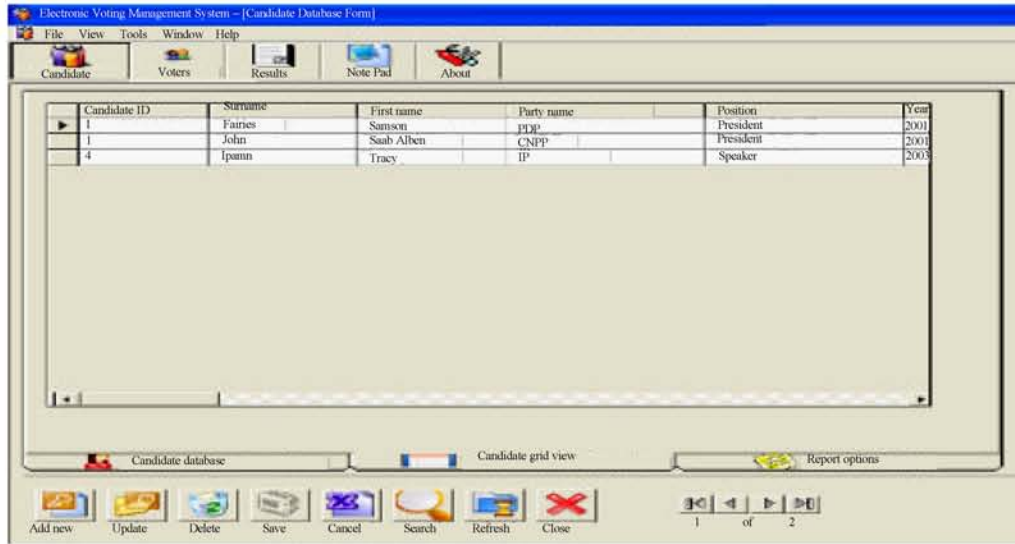 Electronic Voting Management System – [Candidate Database Form]
File View Tools Window Help
Candidate Voters Results Note Pad About
Candidate ID Surname First name Party name Position Year
1 Fairies Samson PDP President 2001
1 John Saab Alben CNPP President 2001
4 Ipamn Tracy IP Speaker 2003
Candidate database Candidate grid view Report options
Add new Update Delete Save Cancel Search Refresh Close 1 of 2